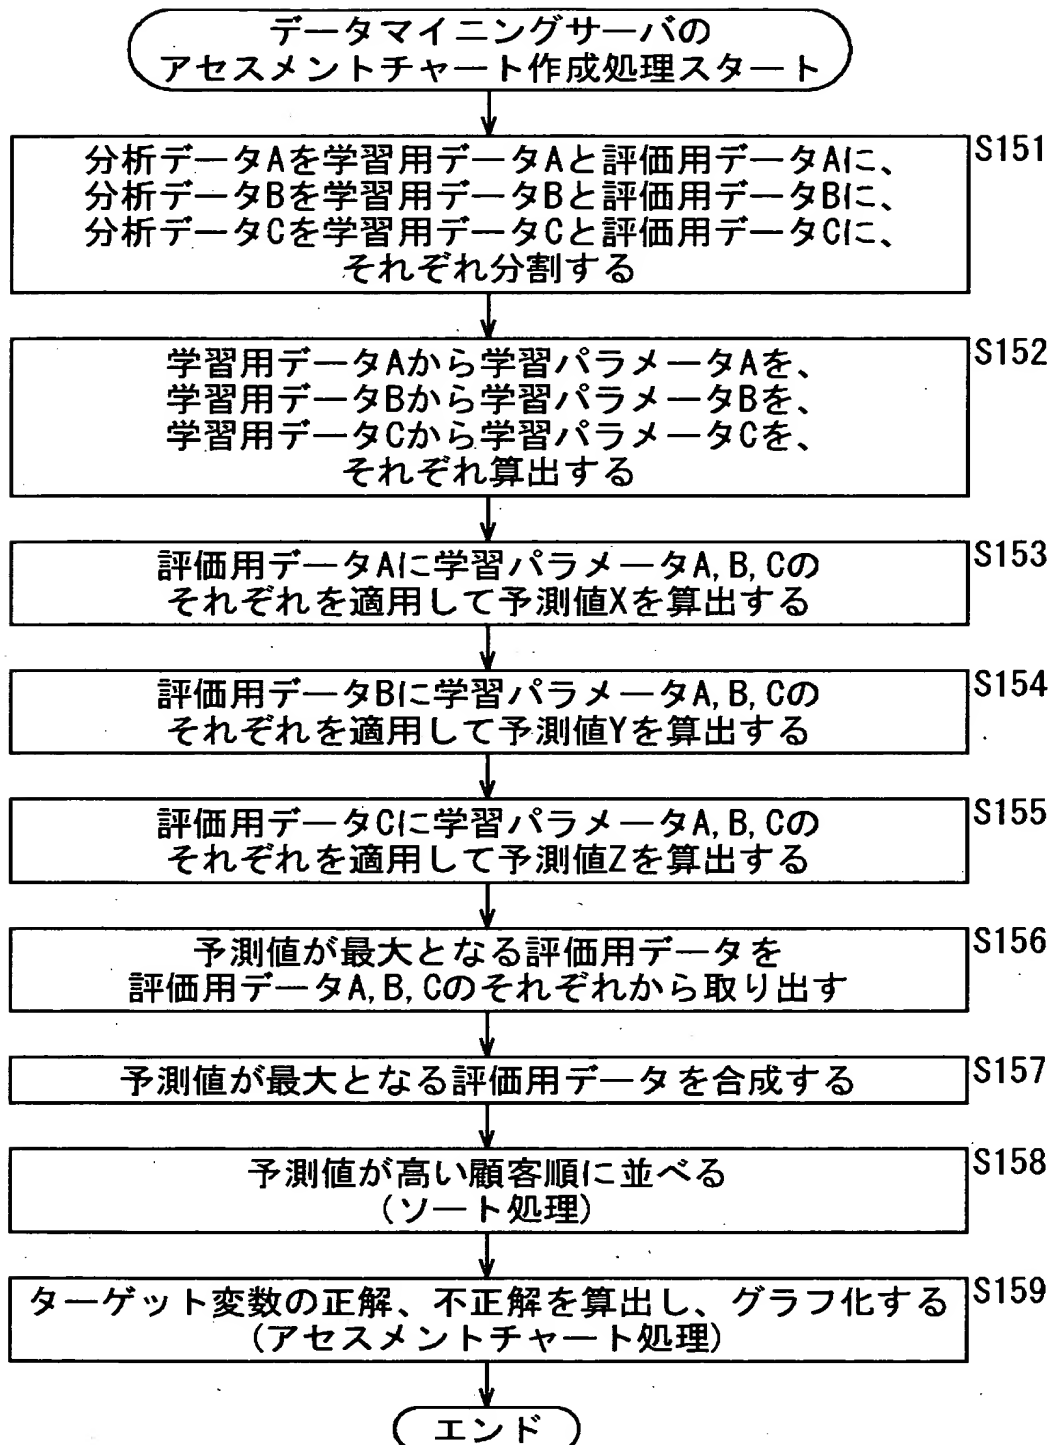 データマイニングサーバの
アセスメントチャート作成処理スタート
S151
分析データAを学習用データAと評価用データAに、
分析データBを学習用データBと評価用データBに、
分析データCを学習用データCと評価用データCに、
それぞれ分割する
S152
学習用データAから学習パラメータAを、
学習用データBから学習パラメータBを、
学習用データCから学習パラメータCを、
それぞれ算出する
S153
評価用データAに学習パラメータA,B,Cの
それぞれを適用して予測値Xを算出する
S154
評価用データBに学習パラメータA,B,Cの
それぞれを適用して予測値Yを算出する
S155
評価用データCに学習パラメータA,B,Cの
それぞれを適用して予測値Zを算出する
S156
予測値が最大となる評価用データを
評価用データA,B,Cのそれぞれから取り出す
S157
予測値が最大となる評価用データを合成する
S158
予測値が高い顧客順に並べる
(ソート処理)
S159
ターゲット変数の正解、不正解を算出し、グラフ化する
(アセスメントチャート処理)
エンド